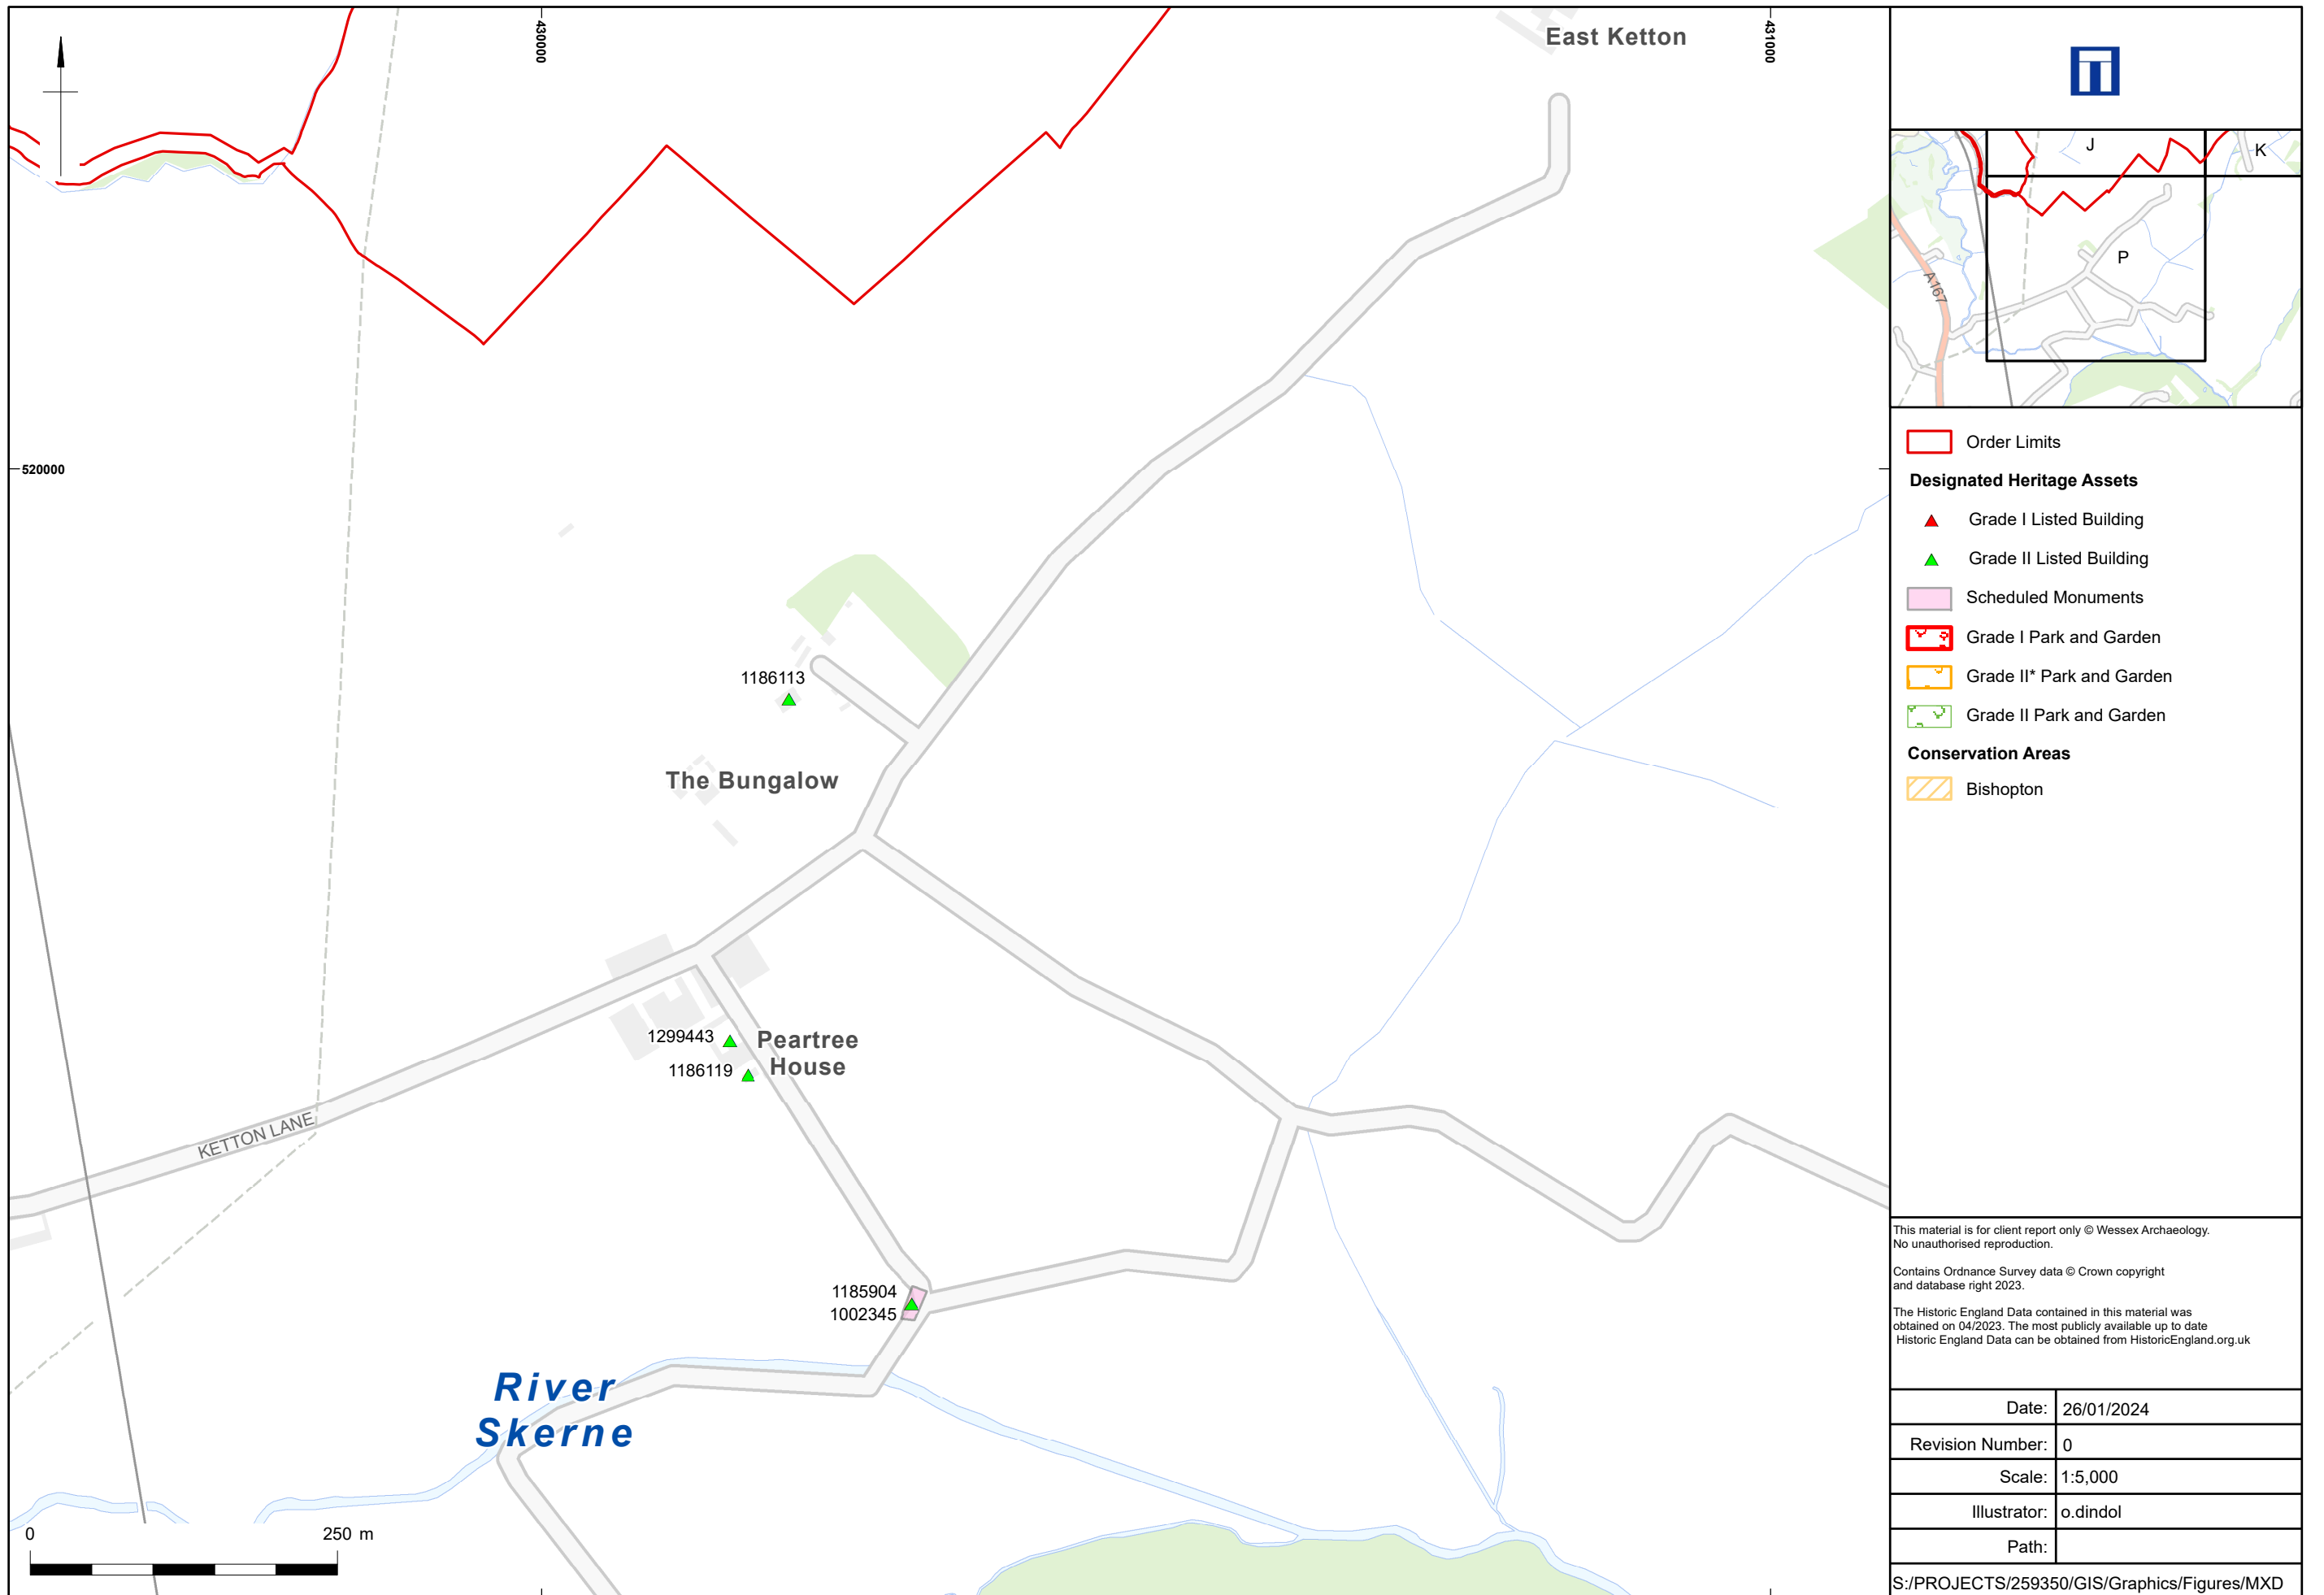 430000
431000
East Ketton
520000
1186113
The Bungalow
1299443
Peartree
House
1186119
KETTON LANE
1185904
1002345
River
Skerne
0 250 m
J
K
P
A167
Order Limits
Designated Heritage Assets
Grade I Listed Building
Grade II Listed Building
Scheduled Monuments
Grade I Park and Garden
Grade II* Park and Garden
Grade II Park and Garden
Conservation Areas
Bishopton
This material is for client report only © Wessex Archaeology.
No unauthorised reproduction.
Contains Ordnance Survey data © Crown copyright
and database right 2023.
The Historic England Data contained in this material was
obtained on 04/2023. The most publicly available up to date
Historic England Data can be obtained from HistoricEngland.org.uk
Date: 26/01/2024
Revision Number: 0
Scale: 1:5,000
Illustrator: o.dindol
Path:
S:/PROJECTS/259350/GIS/Graphics/Figures/MXD